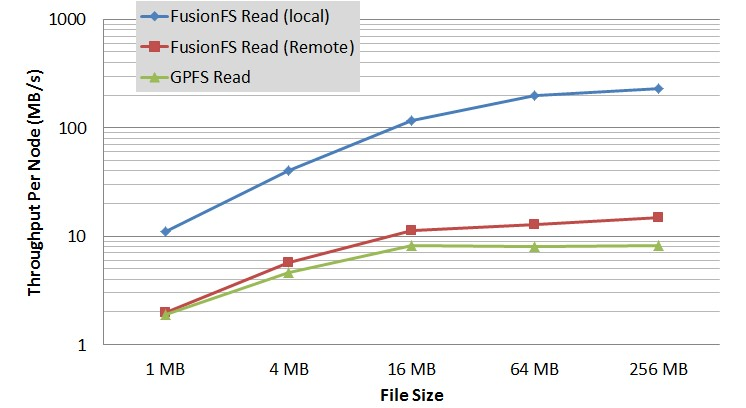 FusionFS Read (local)
FusionFS Read (Remote)
GPFS Read
Throughput Per Node (MB/s)
1000
100
10
1
1 MB
4 MB
16 MB
64 MB
256 MB
File Size